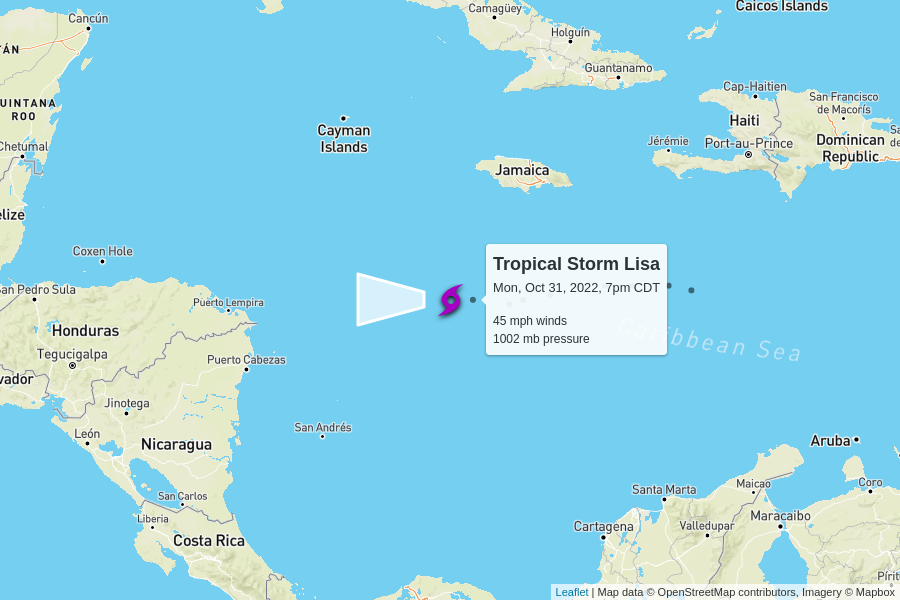 Cancún
TÁN
UINTANA
ROO
Chetumal
elize
Camagüey
Holguín
Guantanamo
Caicos Islands
Cayman
Islands
Jamaica
Cap-Haitien
San Francisco
de Macorís
Haiti
Jérémie
Port-au-Prince
Dominican
Republic
Sa
de
Coxen Hole
San Pedro Sula
Puerto Lempira
Honduras
Tegucigalpa
vador
Puerto Cabezas
Jinotega
León
Nicaragua
San Andrés
San Carlos
Liberia
Costa Rica
Tropical Storm Lisa
Mon, Oct 31, 2022, 7pm CDT
45 mph winds
1002 mb pressure
Caribbean Sea
Aruba
Coro
Maicao
Santa Marta
Maracaibo
Cartagena
Valledupar
Píriti
Leaflet | Map data © OpenStreetMap contributors, Imagery © Mapbox